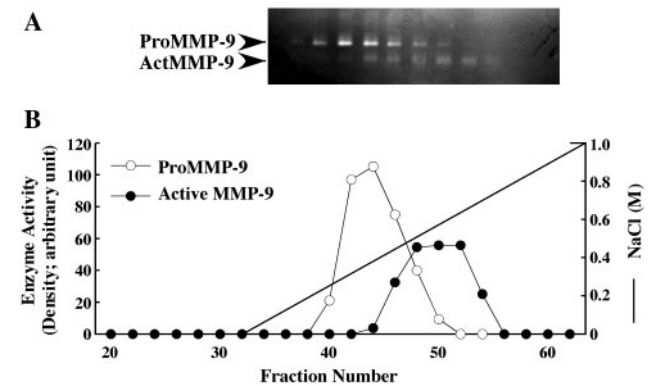 A
ProMMP-9
ActMMP-9
B
120
100
80
60
40
20
0
Enzyme Activity
(Density; arbitrary unit)
ProMMP-9
Active MMP-9
1.0
0.8
0.6
0.4
0.2
0
NaCl (M)
20 30 40 50 60
Fraction Number